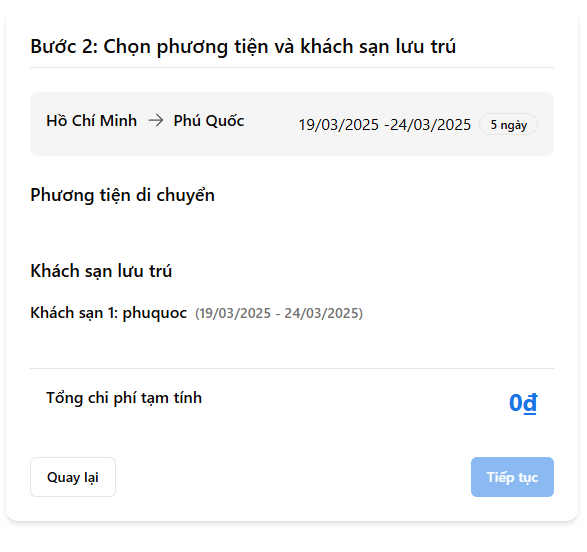 Bước 2: Chọn phương tiện và khách sạn lưu trú
Hồ Chí Minh → Phú Quốc 19/03/2025 -24/03/2025 5 ngày
Phương tiện di chuyển
Khách sạn lưu trú
Khách sạn 1: phuquoc (19/03/2025 - 24/03/2025)
Tổng chi phí tạm tính 0₫
Quay lại Tiếp tục